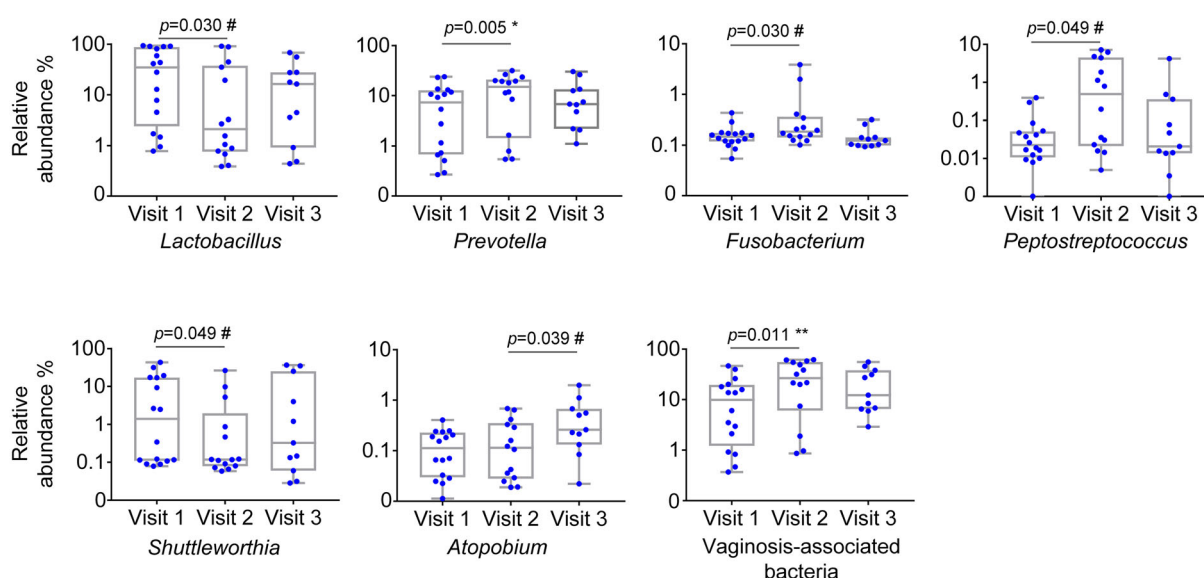 p=0.030 #
p=0.005 *
p=0.030 #
p=0.049 #
Relative
abundance %
100
10
1
0
100
10
1
0
10
1
0.1
0
10
1
0.1
0.01
0
Visit 1 Visit 2 Visit 3
Visit 1 Visit 2 Visit 3
Visit 1 Visit 2 Visit 3
Visit 1 Visit 2 Visit 3
Lactobacillus
Prevotella
Fusobacterium
Peptostreptococcus
p=0.049 #
p=0.039 #
p=0.011 **
Relative
abundance %
100
10
1
0.1
0
10
1
0.1
0
100
10
1
0
Visit 1 Visit 2 Visit 3
Visit 1 Visit 2 Visit 3
Visit 1 Visit 2 Visit 3
Shuttleworthia
Atopobium
Vaginosis-associated
bacteria